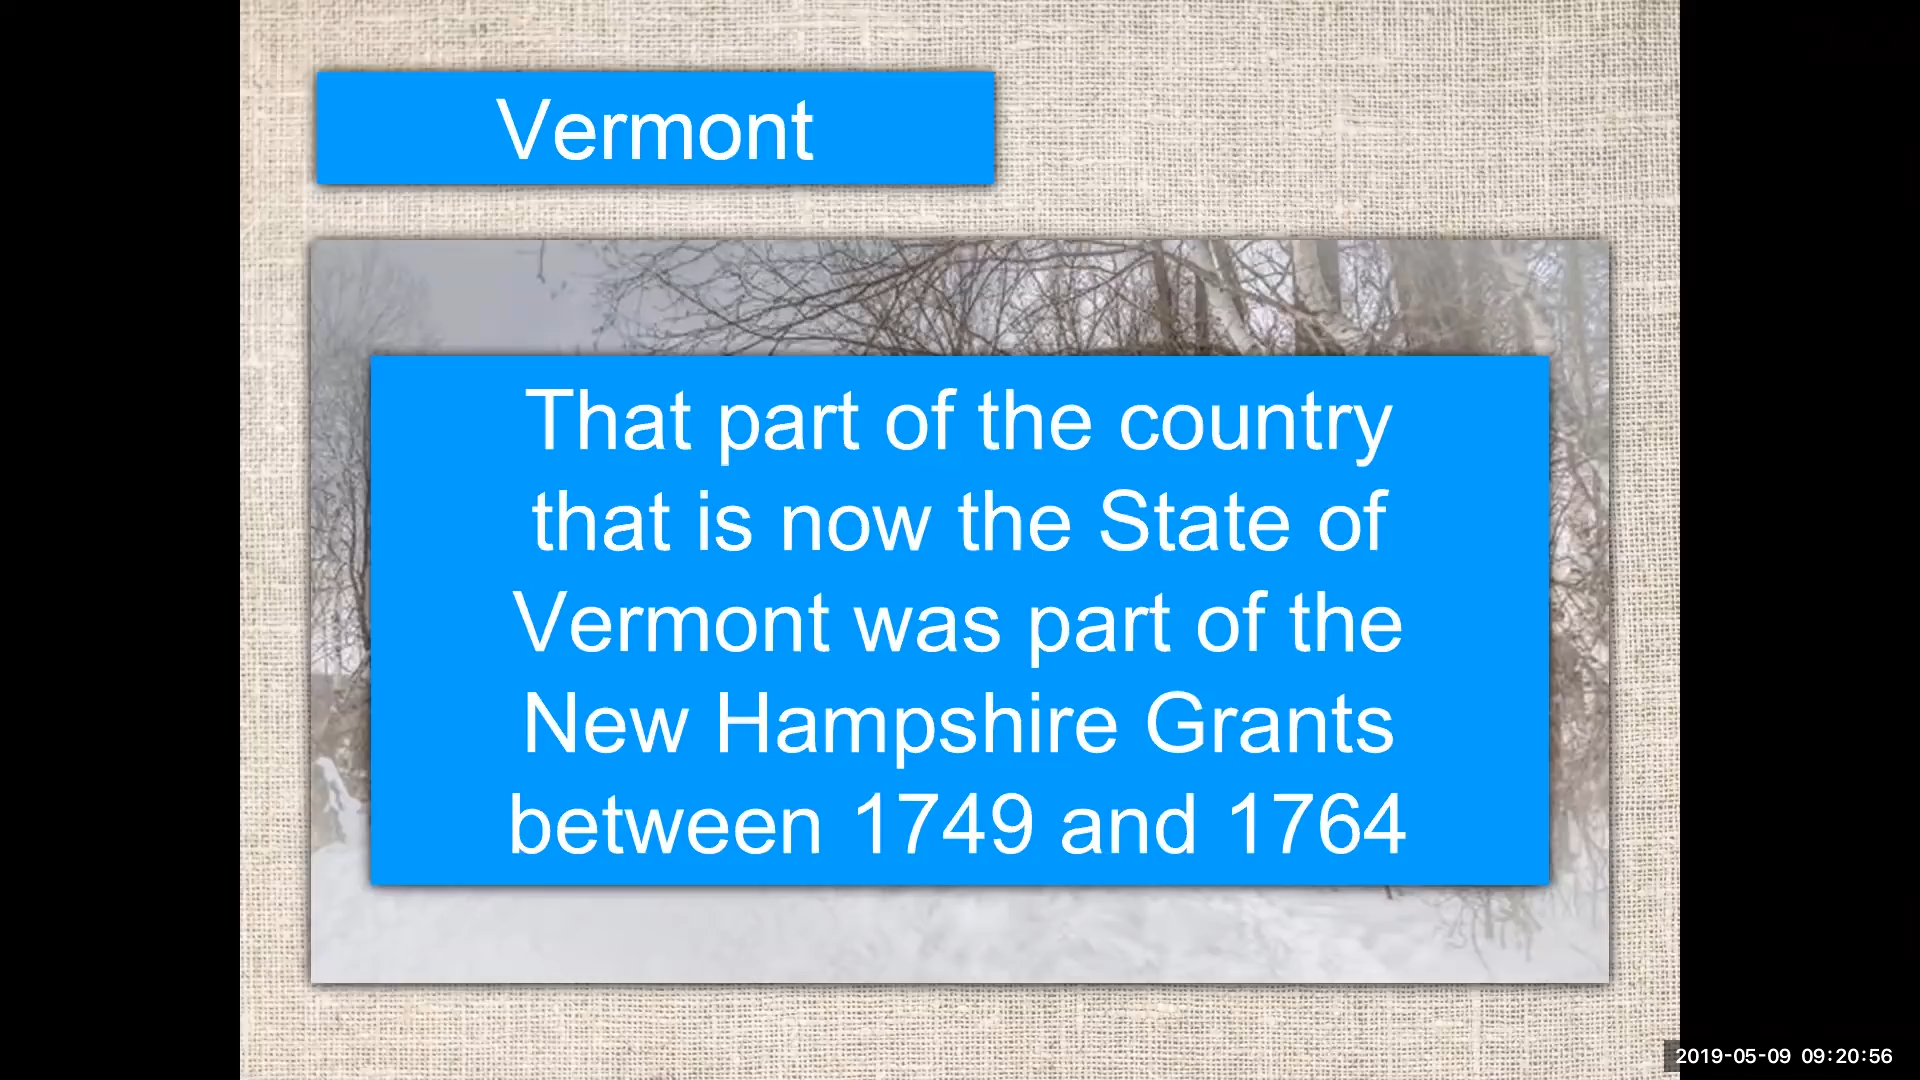 Vermont
That part of the country
that is now the State of
Vermont was part of the
New Hampshire Grants
between 1749 and 1764
2019-05-09 09:20:56